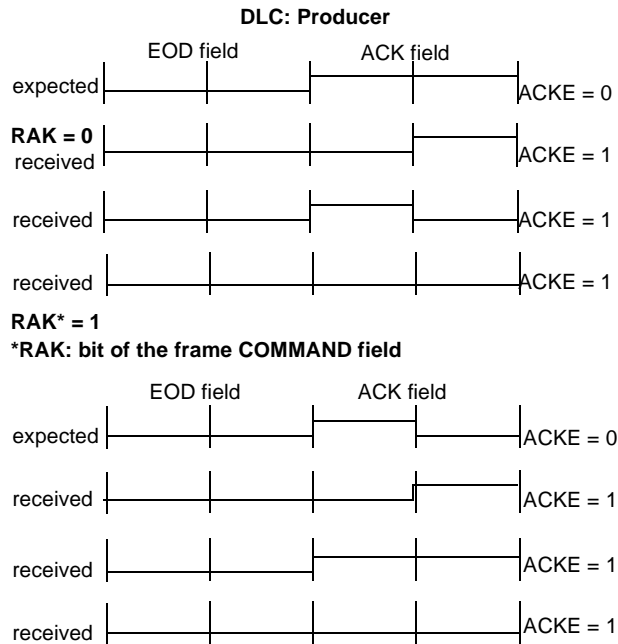 DLC: Producer
EOD field ACK field
expected ACKE = 0
RAK = 0
received ACKE = 1
received ACKE = 1
received ACKE = 1
RAK* = 1
*RAK: bit of the frame COMMAND field
EOD field ACK field
expected ACKE = 0
received ACKE = 1
received ACKE = 1
received ACKE = 1